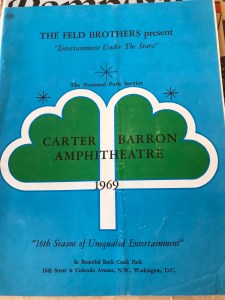 THE FELD BROTHERS present
"Entertainment Under The Stars"
The National Park Service
CARTER BARRON
AMPHITHEATRE
1969
"16th Season of Unequaled Entertainment"
In Beautiful Rock Creek Park
16th Street & Colorado Avenue, N.W., Washington, D.C.